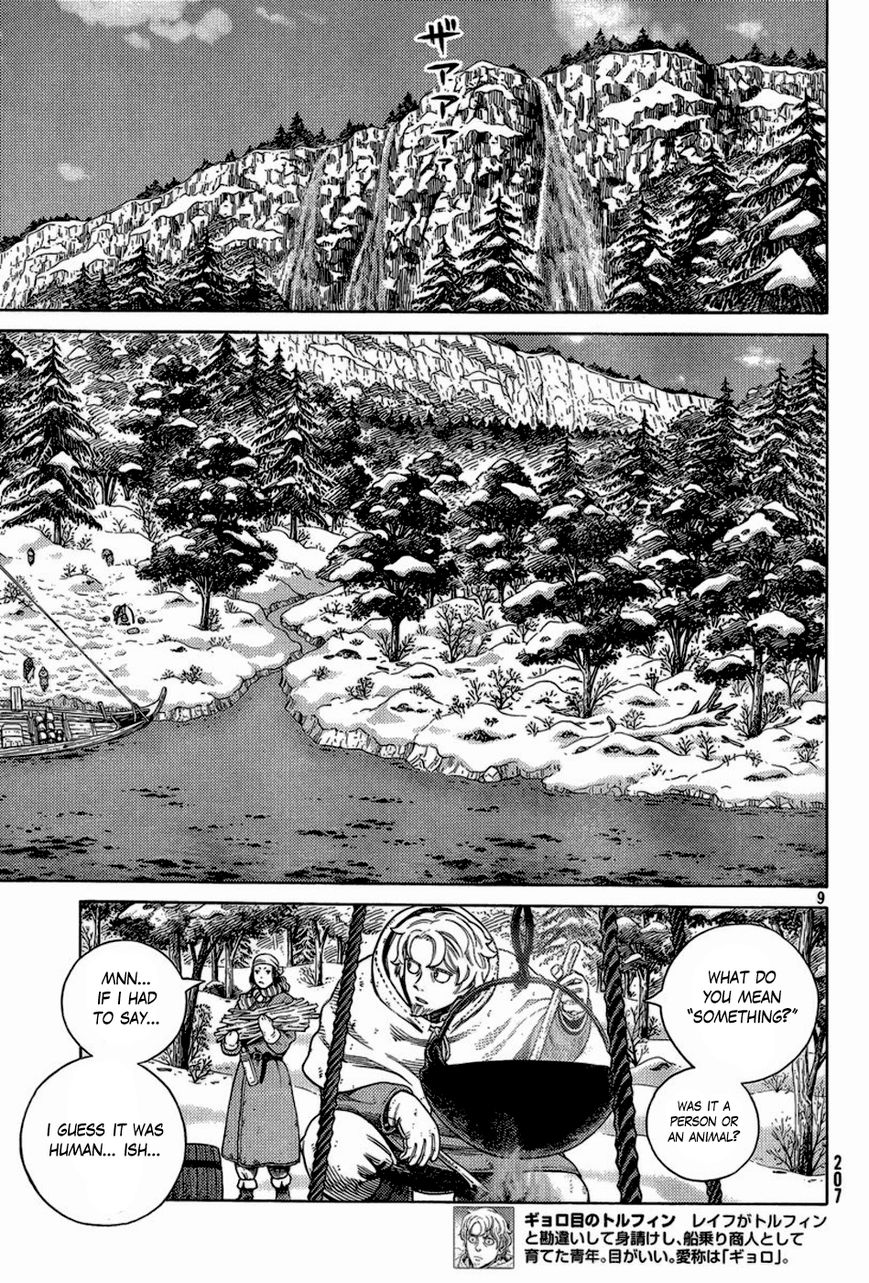 ザアアアァァ
9
WHAT DO
YOU MEAN
"SOMETHING?"
WAS IT A
PERSON OR
AN ANIMAL?
MNN...
IF I HAD
TO SAY...
I GUESS IT WAS
HUMAN... ISH...
207
ギョロ目のトルフィン　レイフがトルフィン
と勘違いして身請けし、船乗り商人として
育てた青年。目がいい。愛称は「ギョロ」。